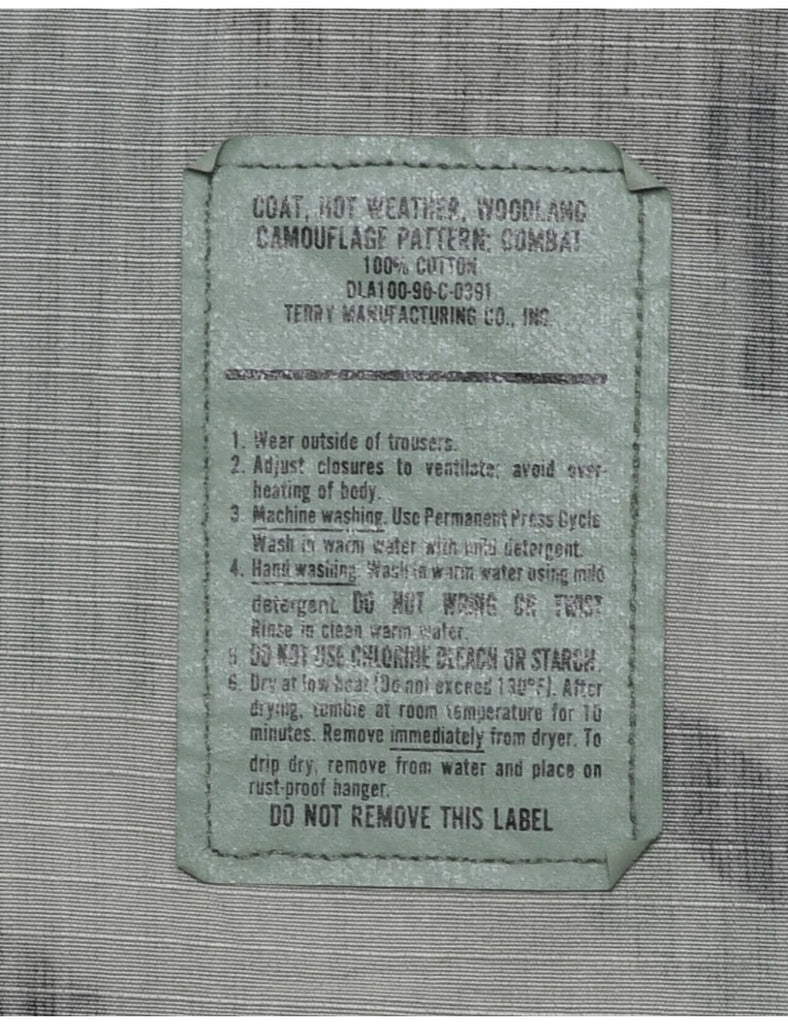 COAT, HOT WEATHER, WOODLAND
CAMOUFLAGE PATTERN: COMBAT
100% COTTON
DLA100-90-C-0391
TERRY MANUFACTURING CO., INC.
1. Wear outside of trousers.
2. Adjust closures to ventilate; avoid over-
heating of body.
3. Machine washing. Use Permanent Press Cycle
Wash in warm water with mild detergent.
4. Hand washing. Wash in warm water using mild
detergent. DO NOT WRING OR TWIST
Rinse in clean warm water.
5. DO NOT USE CHLORINE BLEACH OR STARCH.
6. Dry at low heat (Do not exceed 130°F). After
drying, tumble at room temperature for 10
minutes. Remove immediately from dryer. To
drip dry, remove from water and place on
rust-proof hanger.
DO NOT REMOVE THIS LABEL